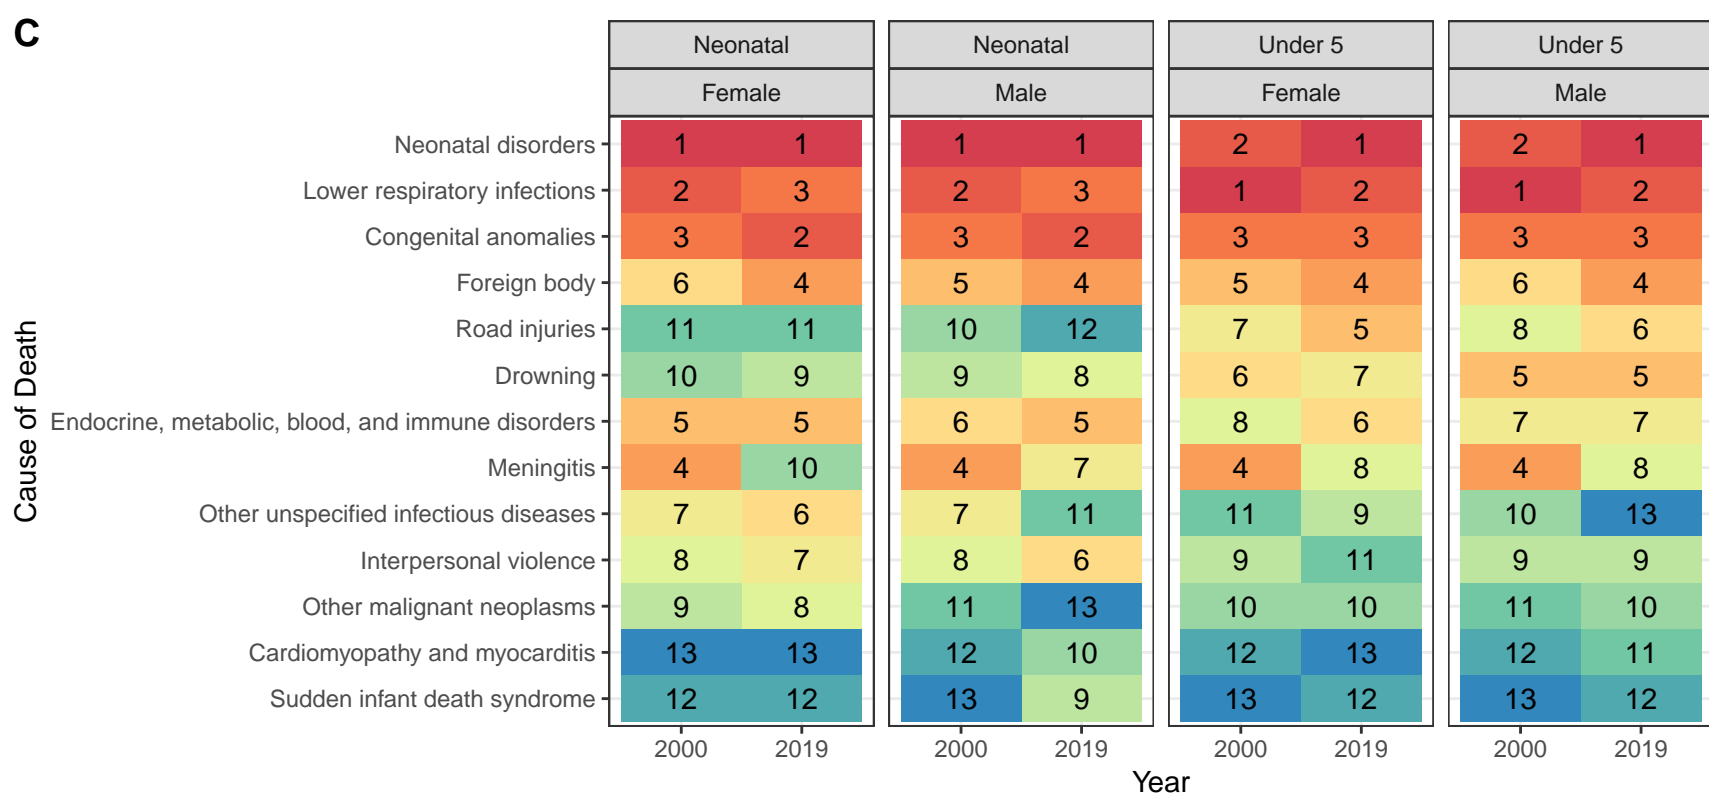 C
Neonatal Neonatal Under 5 Under 5
Female Male Female Male
Cause of Death
Neonatal disorders 1 1 1 1 2 1 2 1
Lower respiratory infections 2 3 2 3 1 2 1 2
Congenital anomalies 3 2 3 2 3 3 3 3
Foreign body 6 4 5 4 5 4 6 4
Road injuries 11 11 10 12 7 5 8 6
Drowning 10 9 9 8 6 7 5 5
Endocrine, metabolic, blood, and immune disorders 5 5 6 5 8 6 7 7
Meningitis 4 10 4 7 4 8 4 8
Other unspecified infectious diseases 7 6 7 11 11 9 10 13
Interpersonal violence 8 7 8 6 9 11 9 9
Other malignant neoplasms 9 8 11 13 10 10 11 10
Cardiomyopathy and myocarditis 13 13 12 10 12 13 12 11
Sudden infant death syndrome 12 12 13 9 13 12 13 12
2000 2019 2000 2019 2000 2019 2000 2019
Year